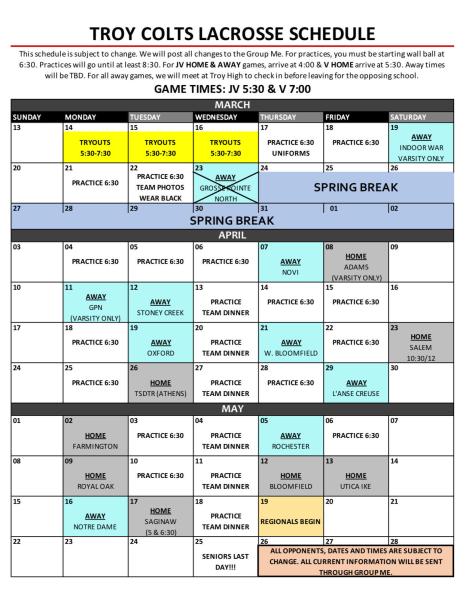 TROY COLTS LACROSSE SCHEDULE
This schedule is subject to change. We will post all changes to the Group Me. For practices, you must be starting wall ball at
6:30. Practices will go until at least 8:30. For JV HOME & AWAY games, arrive at 4:00 & V HOME arrive at 5:30. Away times
will be TBD. For all away games, we will meet at Troy High to check in before leaving for the opposing school.
GAME TIMES: JV 5:30 & V 7:00
MARCH
SUNDAY MONDAY TUESDAY WEDNESDAY THURSDAY FRIDAY SATURDAY
13 14 15 16 17 18 19
TRYOUTS 5:30-7:30
TRYOUTS 5:30-7:30
TRYOUTS 5:30-7:30
PRACTICE 6:30
UNIFORMS
PRACTICE 6:30
AWAY
INDOOR WAR
VARSITY ONLY
20 21 22 23 24 25 26
PRACTICE 6:30
PRACTICE 6:30
TEAM PHOTOS
WEAR BLACK
AWAY
GROSSE POINTE
NORTH
SPRING BREAK
27 28 29 30 31 01 02
SPRING BREAK
APRIL
03 04 05 06 07 08 09
PRACTICE 6:30
PRACTICE 6:30
PRACTICE 6:30
AWAY
NOVI
HOME
ADAMS
(VARSITY ONLY)
10 11 12 13 14 15 16
AWAY
GPN
(VARSITY ONLY)
AWAY
STONEY CREEK
PRACTICE
TEAM DINNER
PRACTICE 6:30
PRACTICE 6:30
17 18 19 20 21 22 23
PRACTICE 6:30
AWAY
OXFORD
PRACTICE
TEAM DINNER
AWAY
W. BLOOMFIELD
PRACTICE 6:30
HOME
SALEM
10:30/12
24 25 26 27 28 29 30
PRACTICE 6:30
HOME
TSDTR (ATHENS)
PRACTICE
TEAM DINNER
PRACTICE 6:30
AWAY
L'ANSE CREUSE
MAY
01 02 03 04 05 06 07
HOME
FARMINGTON
PRACTICE 6:30
PRACTICE
TEAM DINNER
AWAY
ROCHESTER
PRACTICE 6:30
08 09 10 11 12 13 14
HOME
ROYAL OAK
PRACTICE 6:30
PRACTICE
TEAM DINNER
HOME
BLOOMFIELD
HOME
UTICA IKE
15 16 17 18 19 20 21
AWAY
NOTRE DAME
HOME
SAGINAW
(5 & 6:30)
PRACTICE
TEAM DINNER
REGIONALS BEGIN
22 23 24 25 26 27 28
SENIORS LAST
DAY!!!
ALL OPPONENTS, DATES AND TIMES ARE SUBJECT TO
CHANGE. ALL CURRENT INFORMATION WILL BE SENT
THROUGH GROUP ME.